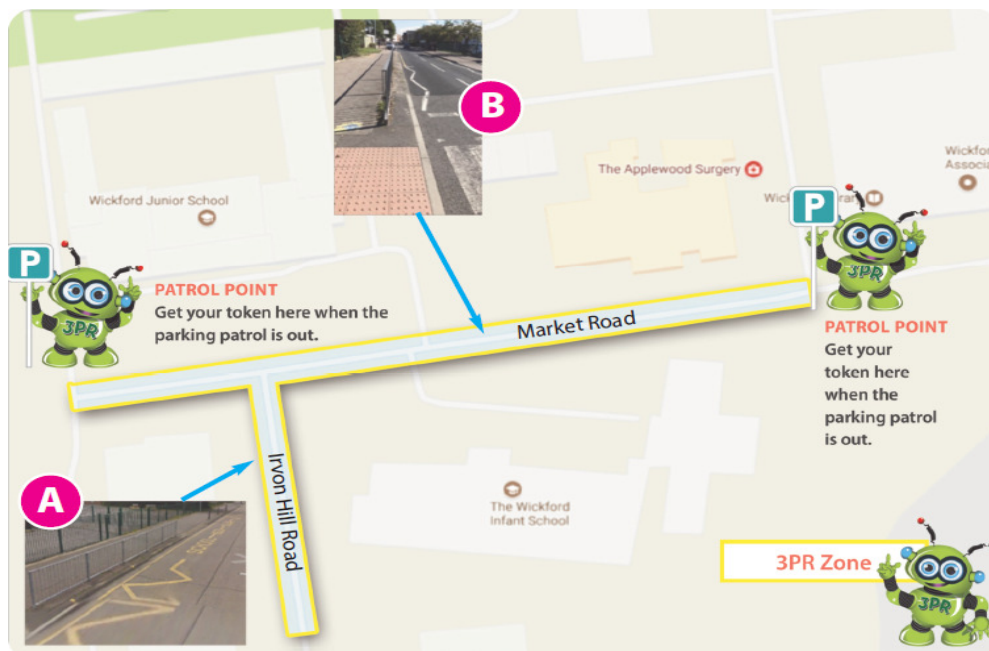 B
The Applewood Surgery
Wickfor
Associa
Wickford Junior School
P
P
3PR
3PR
PATROL POINT
Get your token here when the
parking patrol is out.
Market Road
PATROL POINT
Get your
token here
when the
parking patrol
is out.
A
Irvon Hill Road
The Wickford
Infant School
3PR Zone
3PR